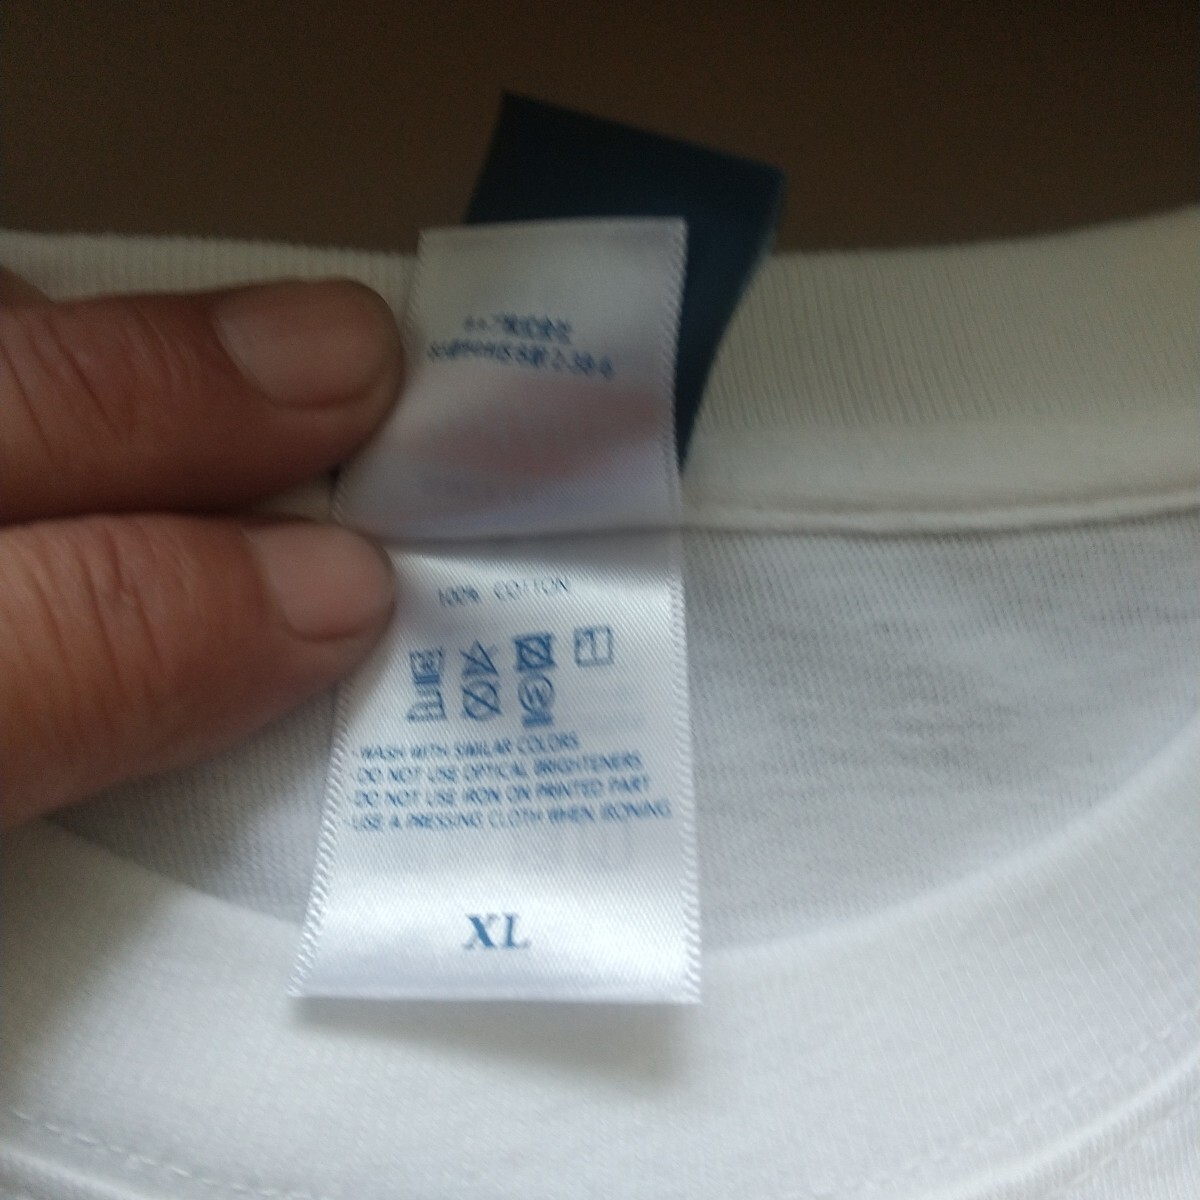 100% COTTON
·WASH WITH SIMILAR COLORS
·DO NOT USE OPTICAL BRIGHTENERS
·DO NOT USE IRON ON PRINTED PART
·USE A PRESSING CLOTH WHEN IRONING
XL